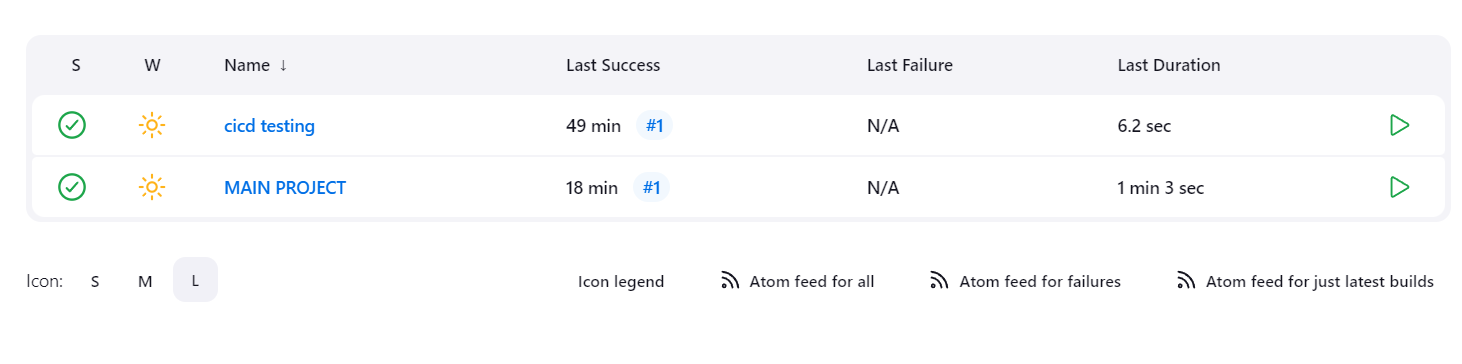 S W Name ↓ Last Success Last Failure Last Duration
cicd testing 49 min #1 N/A 6.2 sec
MAIN PROJECT 18 min #1 N/A 1 min 3 sec
Icon: S M L Icon legend Atom feed for all Atom feed for failures Atom feed for just latest builds